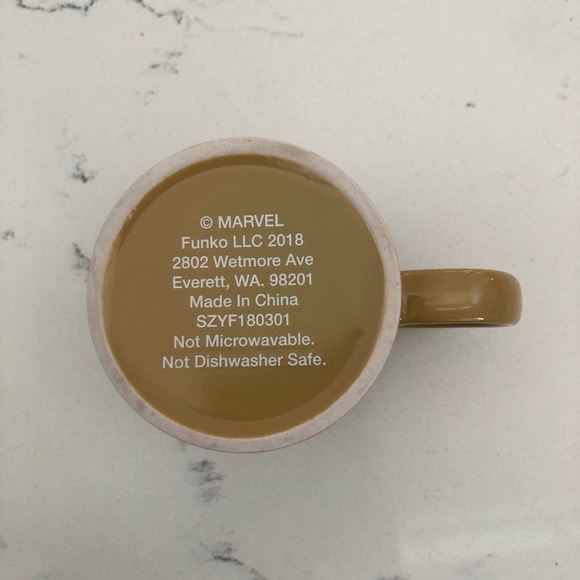 © MARVEL
Funko LLC 2018
2802 Wetmore Ave
Everett, WA. 98201
Made In China
SZYF180301
Not Microwavable.
Not Dishwasher Safe.